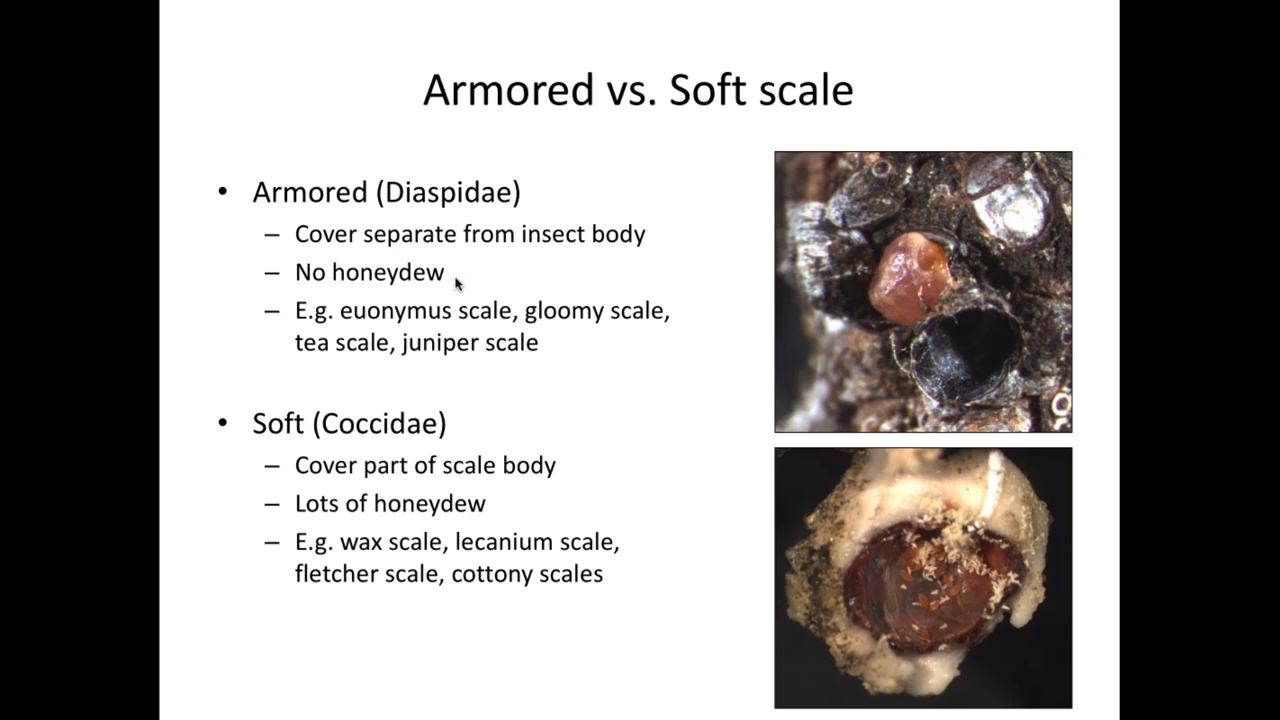 Armored vs. Soft scale
• Armored (Diaspidae)
– Cover separate from insect body
– No honeydew
– E.g. euonymus scale, gloomy scale,
tea scale, juniper scale
• Soft (Coccidae)
– Cover part of scale body
– Lots of honeydew
– E.g. wax scale, lecanium scale,
fletcher scale, cottony scales